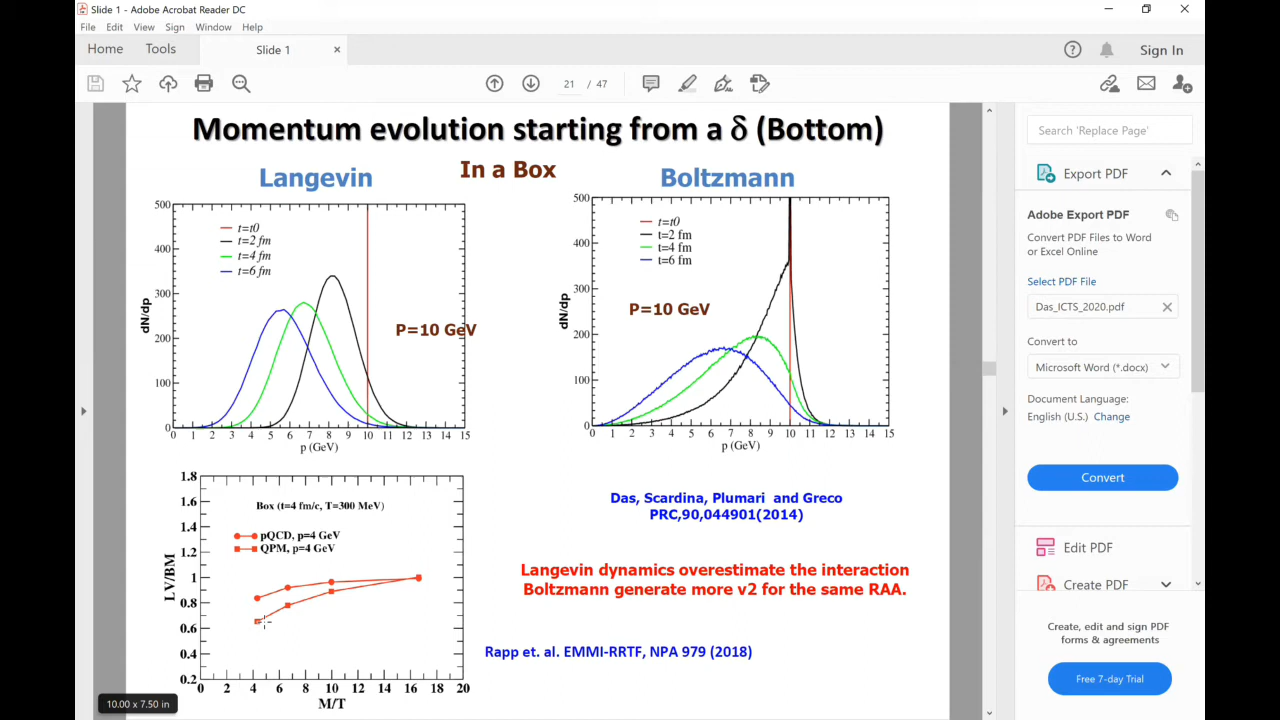 Slide 1 - Adobe Acrobat Reader DC
File Edit View Sign Window Help
Home Tools Slide 1 × Sign In
21 / 47
Momentum evolution starting from a δ (Bottom)
Langevin
In a Box
Boltzmann
500
400
300
200
100
0
dN/dp
t=t0
t=2 fm
t=4 fm
t=6 fm
P=10 GeV
0 1 2 3 4 5 6 7 8 9 10 11 12 13 14 15
p (GeV)
500
400
300
200
100
0
dN/dp
t=t0
t=2 fm
t=4 fm
t=6 fm
P=10 GeV
0 1 2 3 4 5 6 7 8 9 10 11 12 13 14 15
p (GeV)
1.8
1.6
1.4
1.2
1
0.8
0.6
0.4
0.2
LV/BM
Box (t=4 fm/c, T=300 MeV)
pQCD, p=4 GeV
QPM, p=4 GeV
0 2 4 6 8 10 12 14 16 18 20
M/T
Das, Scardina, Plumari and Greco
PRC,90,044901(2014)
Langevin dynamics overestimate the interaction
Boltzmann generate more v2 for the same RAA.
Rapp et. al. EMMI-RRTF, NPA 979 (2018)
10.00 x 7.50 in
Search 'Replace Page'
Export PDF
Adobe Export PDF
Convert PDF Files to Word
or Excel Online
Select PDF File
Das_ICTS_2020.pdf
Convert to
Microsoft Word (*.docx)
Document Language:
English (U.S.) Change
Convert
Edit PDF
Create PDF
Create, edit and sign PDF
forms & agreements
Free 7-day Trial